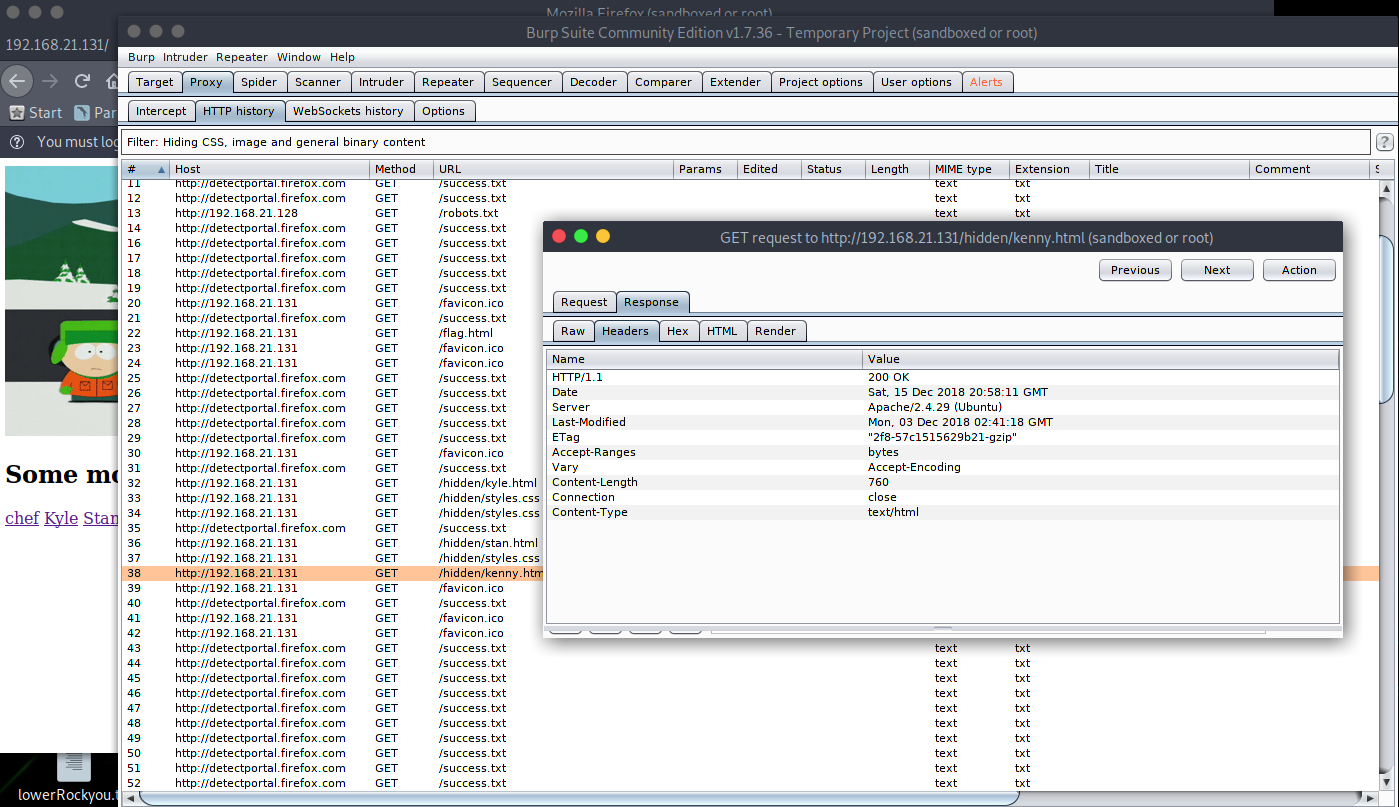 Mozilla Firefox (sandboxed or root)
192.168.21.131/
Start
You must log
Some mo
chef Kyle Stan
lowerRockyou.t
Burp Suite Community Edition v1.7.36 - Temporary Project (sandboxed or root)
Burp Intruder Repeater Window Help
Target Proxy Spider Scanner Intruder Repeater Sequencer Decoder Comparer Extender Project options User options Alerts
Intercept HTTP history WebSockets history Options
Filter: Hiding CSS, image and general binary content ?
# Host Method URL Params Edited Status Length MIME type Extension Title Comment S
11 http://detectportal.firefox.com GET /success.txt text txt
12 http://detectportal.firefox.com GET /success.txt text txt
13 http://192.168.21.128 GET /robots.txt text txt
14 http://detectportal.firefox.com GET /success.txt
16 http://detectportal.firefox.com GET /success.txt
17 http://detectportal.firefox.com GET /success.txt
18 http://detectportal.firefox.com GET /success.txt
19 http://detectportal.firefox.com GET /success.txt
20 http://192.168.21.131 GET /favicon.ico
21 http://detectportal.firefox.com GET /success.txt
22 http://192.168.21.131 GET /flag.html
23 http://192.168.21.131 GET /favicon.ico
24 http://192.168.21.131 GET /favicon.ico
25 http://detectportal.firefox.com GET /success.txt
26 http://detectportal.firefox.com GET /success.txt
27 http://detectportal.firefox.com GET /success.txt
28 http://detectportal.firefox.com GET /success.txt
29 http://detectportal.firefox.com GET /success.txt
30 http://192.168.21.131 GET /favicon.ico
31 http://detectportal.firefox.com GET /success.txt
32 http://192.168.21.131 GET /hidden/kyle.html
33 http://192.168.21.131 GET /hidden/styles.css
34 http://192.168.21.131 GET /hidden/styles.css
35 http://detectportal.firefox.com GET /success.txt
36 http://192.168.21.131 GET /hidden/stan.html
37 http://192.168.21.131 GET /hidden/styles.css
38 http://192.168.21.131 GET /hidden/kenny.htm
39 http://192.168.21.131 GET /favicon.ico
40 http://detectportal.firefox.com GET /success.txt
41 http://192.168.21.131 GET /favicon.ico
42 http://192.168.21.131 GET /favicon.ico
43 http://detectportal.firefox.com GET /success.txt text txt
44 http://detectportal.firefox.com GET /success.txt text txt
45 http://detectportal.firefox.com GET /success.txt text txt
46 http://detectportal.firefox.com GET /success.txt text txt
47 http://detectportal.firefox.com GET /success.txt text txt
48 http://detectportal.firefox.com GET /success.txt text txt
49 http://detectportal.firefox.com GET /success.txt text txt
50 http://detectportal.firefox.com GET /success.txt text txt
51 http://detectportal.firefox.com GET /success.txt text txt
52 http://detectportal.firefox.com GET /success.txt text txt
GET request to http://192.168.21.131/hidden/kenny.html (sandboxed or root)
Previous Next Action
Request Response
Raw Headers Hex HTML Render
Name Value
HTTP/1.1 200 OK
Date Sat, 15 Dec 2018 20:58:11 GMT
Server Apache/2.4.29 (Ubuntu)
Last-Modified Mon, 03 Dec 2018 02:41:18 GMT
ETag "2f8-57c1515629b21-gzip"
Accept-Ranges bytes
Vary Accept-Encoding
Content-Length 760
Connection close
Content-Type text/html